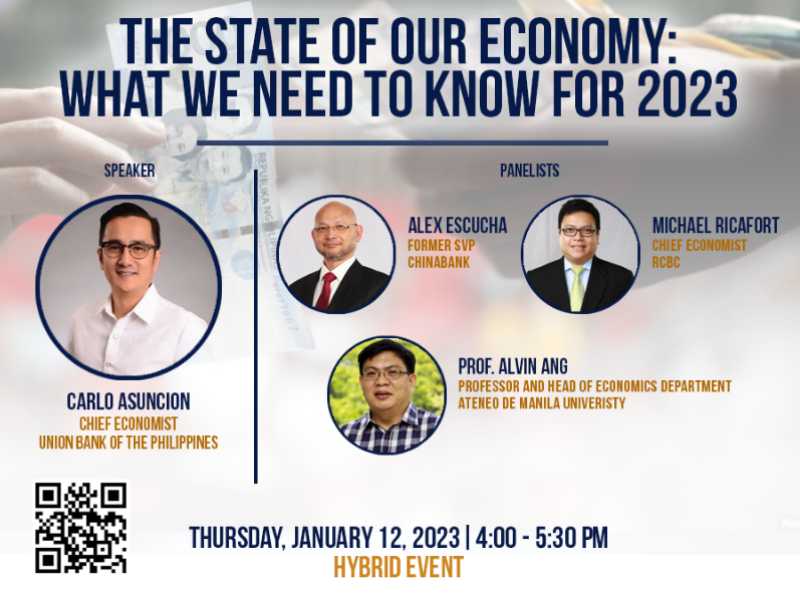 THE STATE OF OUR ECONOMY:
WHAT WE NEED TO KNOW FOR 2023
SPEAKER
CARLO ASUNCION
CHIEF ECONOMIST
UNION BANK OF THE PHILIPPINES
PANELISTS
ALEX ESCUCHA
FORMER SVP
CHINABANK
MICHAEL RICAFORT
CHIEF ECONOMIST
RCBC
PROF. ALVIN ANG
PROFESSOR AND HEAD OF ECONOMICS DEPARTMENT
ATENEO DE MANILA UNIVERISTY
THURSDAY, JANUARY 12, 2023 | 4:00 - 5:30 PM
HYBRID EVENT